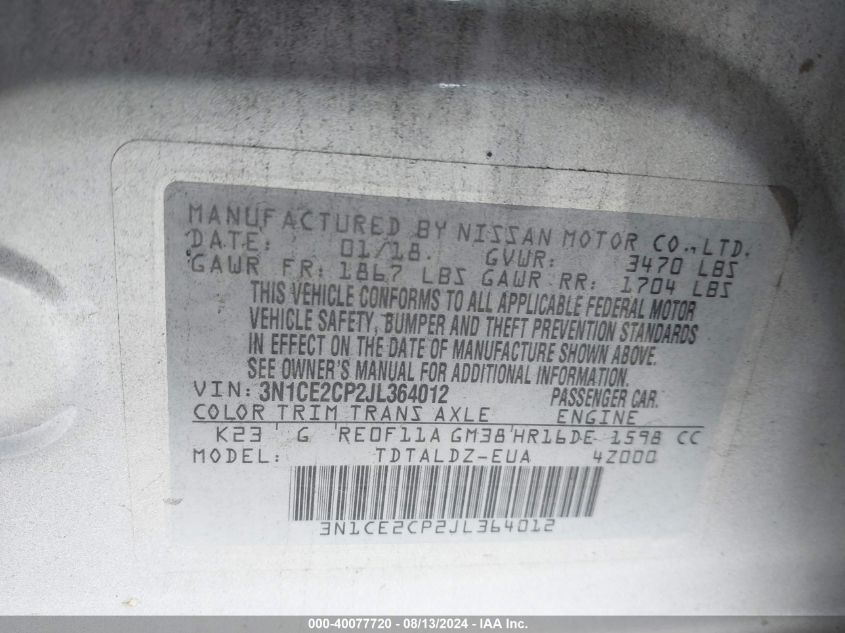 MANUFACTURED BY NISSAN MOTOR CO., LTD.
DATE: 01/18. GVWR: 3470 LBS
GAWR FR: 1867 LBS GAWR RR: 1704 LBS
THIS VEHICLE CONFORMS TO ALL APPLICABLE FEDERAL MOTOR
VEHICLE SAFETY, BUMPER AND THEFT PREVENTION STANDARDS
IN EFFECT ON THE DATE OF MANUFACTURE SHOWN ABOVE.
SEE OWNER'S MANUAL FOR ADDITIONAL INFORMATION.
VIN: 3N1CE2CP2JL364012 PASSENGER CAR.
COLOR TRIM TRANS AXLE ENGINE
K23 G RE0F11A GM38 HR16DE 1598 CC
MODEL: TDTALDZ-EUA 4Z000
3N1CE2CP2JL364012
000-40077720 - 08/13/2024 - IAA Inc.